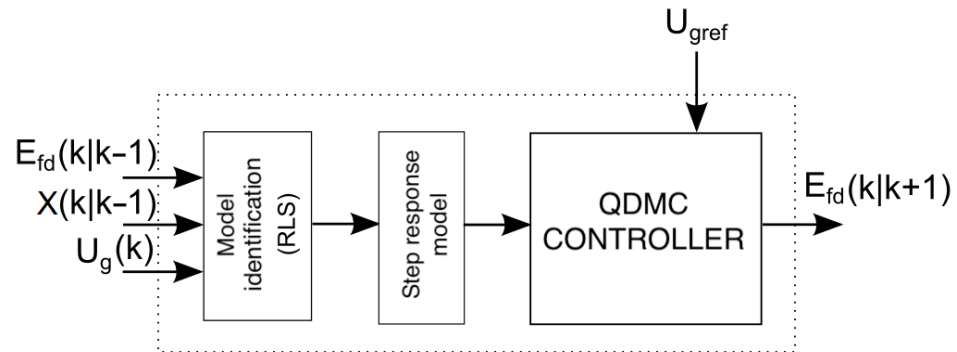 U_gref
E_fd(k|k-1)
X(k|k-1)
U_g(k)
Model
identification
(RLS)
Step response
model
QDMC
CONTROLLER
E_fd(k|k+1)